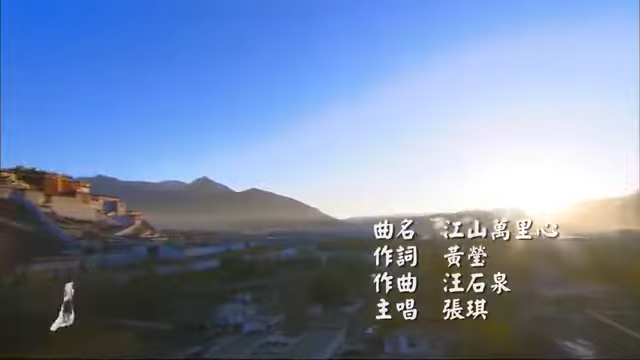 曲名 江山萬里心
作詞 黃瑩
作曲 汪石泉
主唱 張琪